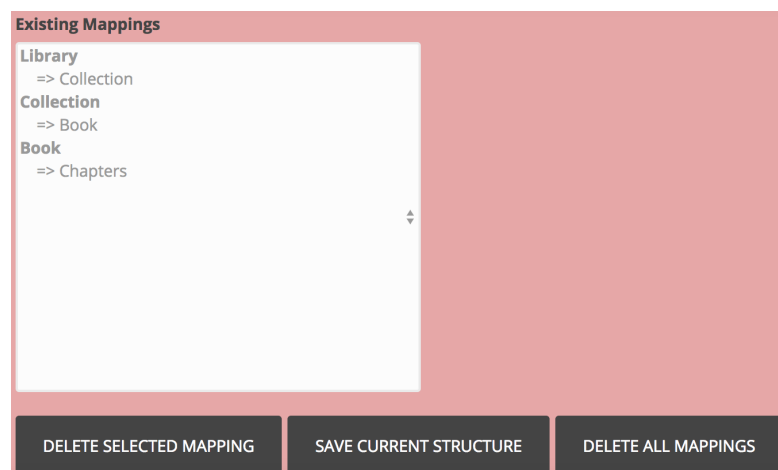 Existing Mappings
Library
=> Collection
Collection
=> Book
Book
=> Chapters
DELETE SELECTED MAPPING
SAVE CURRENT STRUCTURE
DELETE ALL MAPPINGS